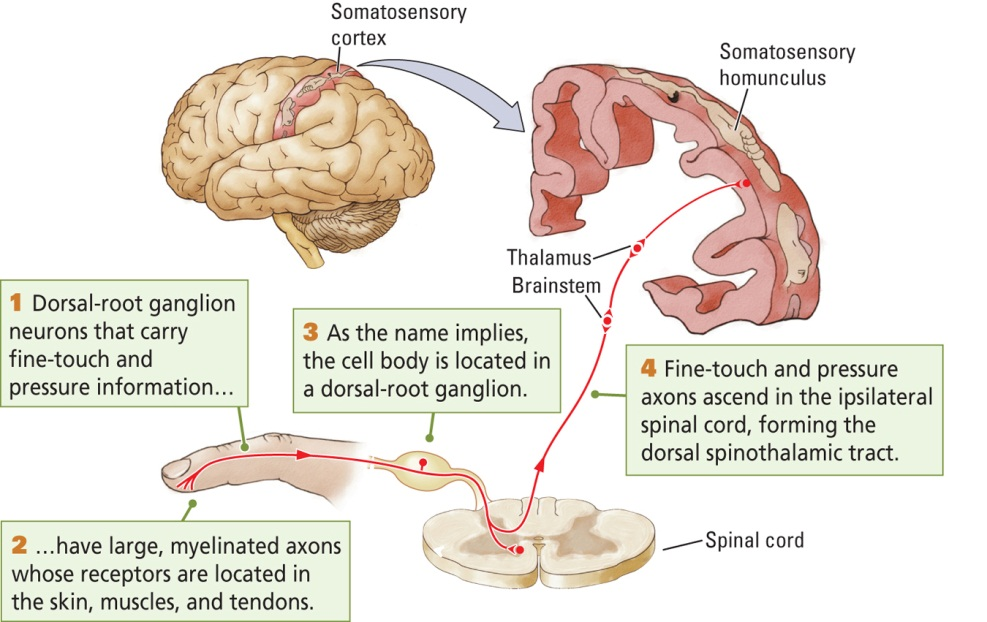 Somatosensory
cortex
Somatosensory
homunculus
Thalamus
Brainstem
1 Dorsal-root ganglion
neurons that carry
fine-touch and
pressure information…
3 As the name implies,
the cell body is located in
a dorsal-root ganglion.
4 Fine-touch and pressure
axons ascend in the ipsilateral
spinal cord, forming the
dorsal spinothalamic tract.
2 …have large, myelinated axons
whose receptors are located in
the skin, muscles, and tendons.
Spinal cord